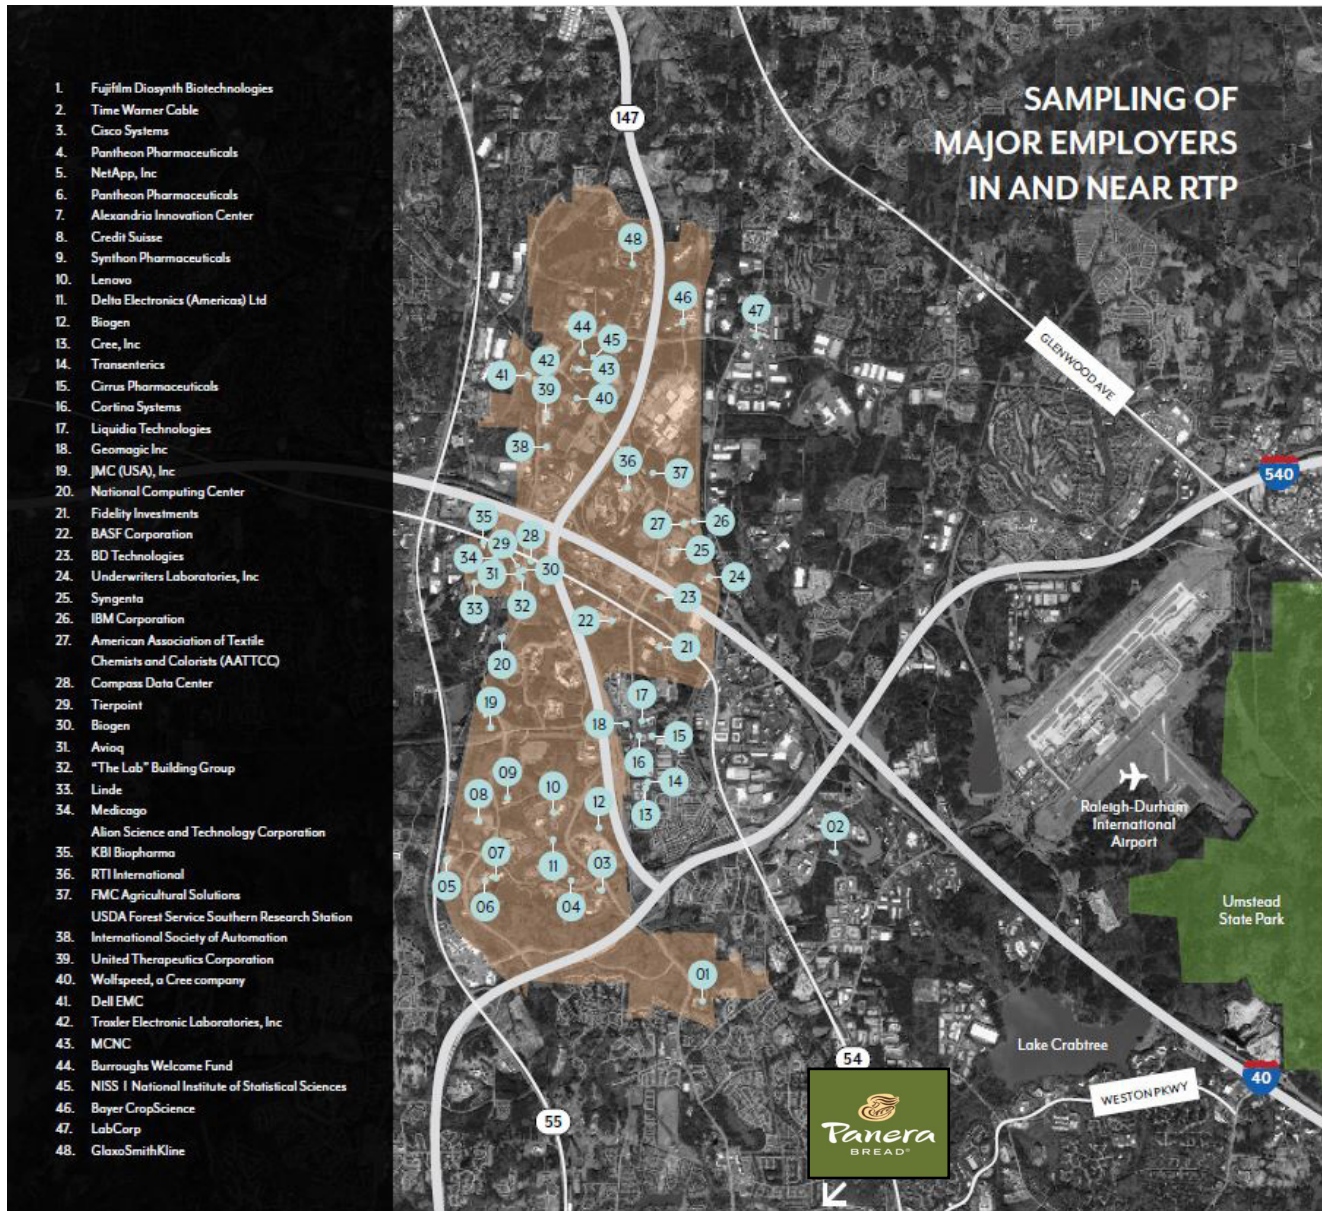 1. Fujifilm Diosynth Biotechnologies
2. Time Warner Cable
3. Cisco Systems
4. Pantheon Pharmaceuticals
5. NetApp, Inc
6. Pantheon Pharmaceuticals
7. Alexandria Innovation Center
8. Credit Suisse
9. Synthon Pharmaceuticals
10. Lenovo
11. Delta Electronics (Americas) Ltd
12. Biogen
13. Cree, Inc
14. Transenterics
15. Cirrus Pharmaceuticals
16. Cortina Systems
17. Liquidia Technologies
18. Geomagic Inc
19. JMC (USA), Inc
20. National Computing Center
21. Fidelity Investments
22. BASF Corporation
23. BD Technologies
24. Underwriters Laboratories, Inc
25. Syngenta
26. IBM Corporation
27. American Association of Textile
Chemists and Colorists (AATTCC)
28. Compass Data Center
29. Tierpoint
30. Biogen
31. Avioq
32. “The Lab” Building Group
33. Linde
34. Medicago
Alion Science and Technology Corporation
35. KBI Biopharma
36. RTI International
37. FMC Agricultural Solutions
USDA Forest Service Southern Research Station
38. International Society of Automation
39. United Therapeutics Corporation
40. Wolfspeed, a Cree company
41. Dell EMC
42. Troxler Electronic Laboratories, Inc
43. MCNC
44. Burroughs Welcome Fund
45. NISS | National Institute of Statistical Sciences
46. Bayer CropScience
47. LabCorp
48. GlaxoSmithKline
SAMPLING OF
MAJOR EMPLOYERS
IN AND NEAR RTP
147
48
46
47
44
45
42
41
43
39
40
38
36
37
GLENWOOD AVE
540
35
27
26
29
28
25
34
31
30
24
33
32
23
22
21
20
19
17
18
15
16
14
09
10
08
12
13
02
Raleigh-Durham
International
Airport
07
11
03
05
06
04
Umstead
State Park
01
Lake Crabtree
54
40
WESTON PKWY
55
Panera
BREAD®